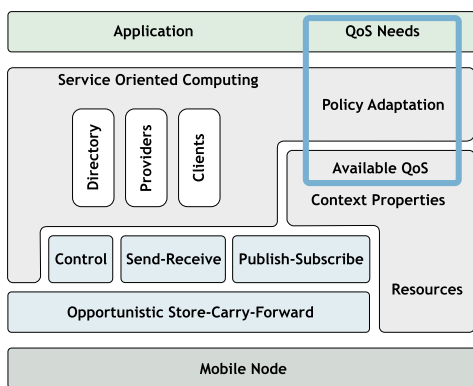 Application
QoS Needs
Service Oriented Computing
Policy Adaptation
Directory
Providers
Clients
Available QoS
Context Properties
Control
Send-Receive
Publish-Subscribe
Resources
Opportunistic Store-Carry-Forward
Mobile Node